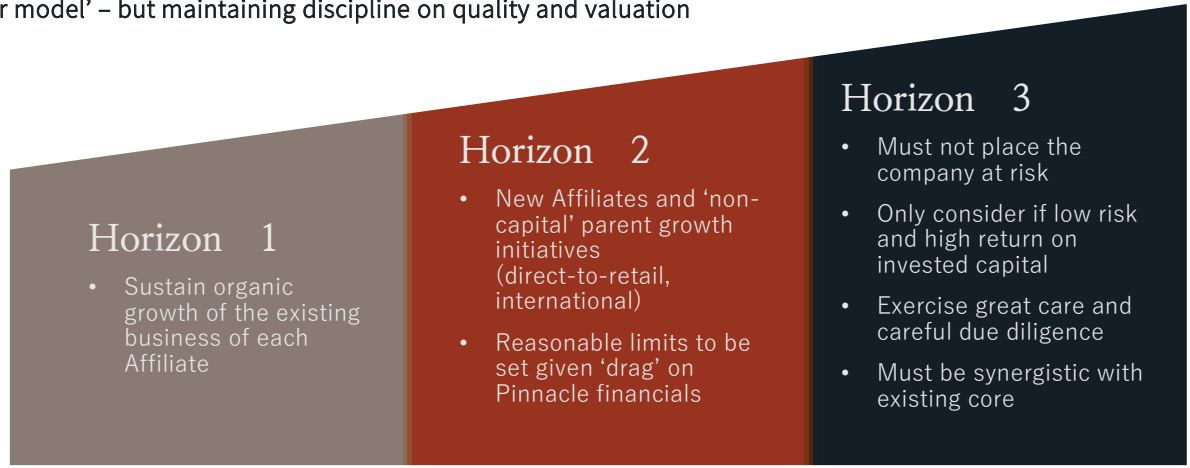 r model’ – but maintaining discipline on quality and valuation
Horizon 1
• Sustain organic
growth of the existing
business of each
Affiliate
Horizon 2
• New Affiliates and ‘non-
capital’ parent growth
initiatives
(direct-to-retail,
international)
• Reasonable limits to be
set given ‘drag’ on
Pinnacle financials
Horizon 3
• Must not place the
company at risk
• Only consider if low risk
and high return on
invested capital
• Exercise great care and
careful due diligence
• Must be synergistic with
existing core